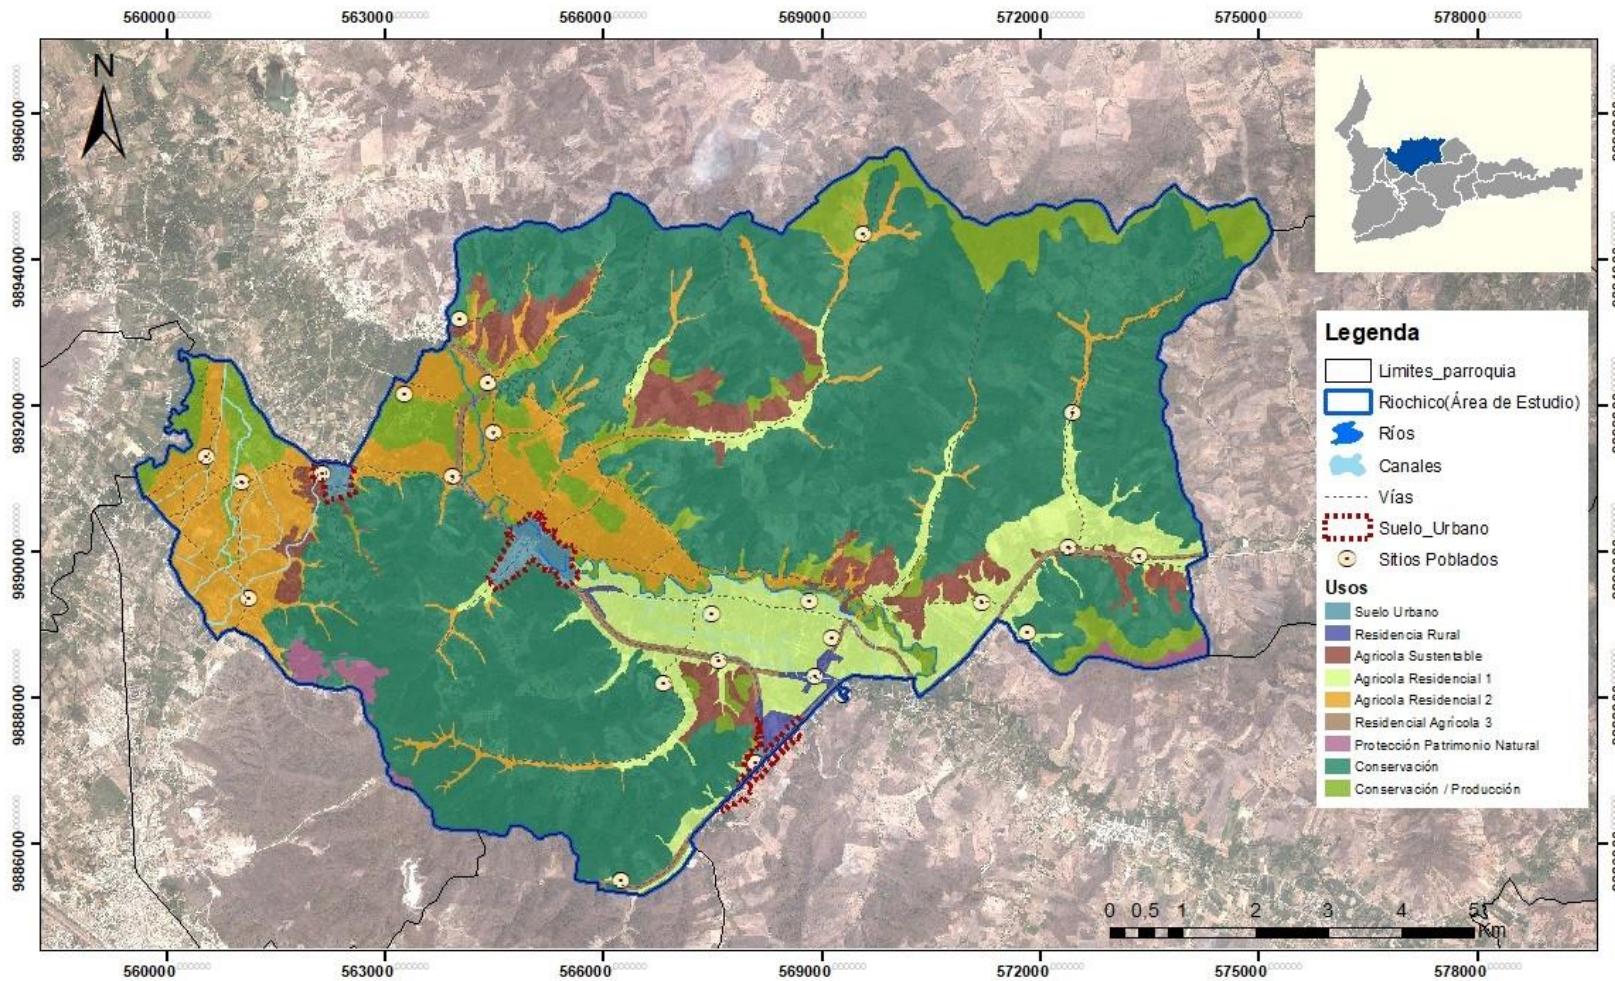 560000 563000 566000 569000 572000 575000 578000
N
9896000
9894000
9892000
9890000
9888000
9886000
Legenda
Limites_parroquia
Riochico(Área de Estudio)
Ríos
Canales
Vías
Suelo_Urbano
Sitios Poblados
Usos
Suelo Urbano
Residencia Rural
Agricola Sustentable
Agricola Residencial 1
Agricola Residencial 2
Residencial Agrícola 3
Protección Patrimonio Natural
Conservación
Conservación / Producción
0 0.5 1 2 3 4 5
Km
560000 563000 566000 569000 572000 575000 578000